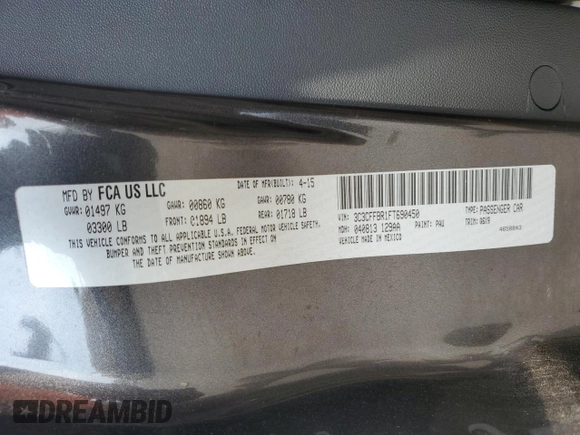 MFD BY FCA US LLC
DATE OF MFR(BUILT): 4-15
GVWR: 01497 KG
GAWR: 00860 KG
GAWR: 00780 KG
03300 LB
FRONT: 01894 LB
REAR: 01718 LB
THIS VEHICLE CONFORMS TO ALL APPLICABLE U.S.A. FEDERAL MOTOR VEHICLE SAFETY,
BUMPER AND THEFT PREVENTION STANDARDS IN EFFECT ON
THE DATE OF MANUFACTURE SHOWN ABOVE.
VIN: 3C3CFFBR1FT690450
TYPE: PASSENGER CAR
MDH: 040813 129AA
PAINT: PAU
TRIM:
VEHICLE MADE IN MEXICO
DREAMBID